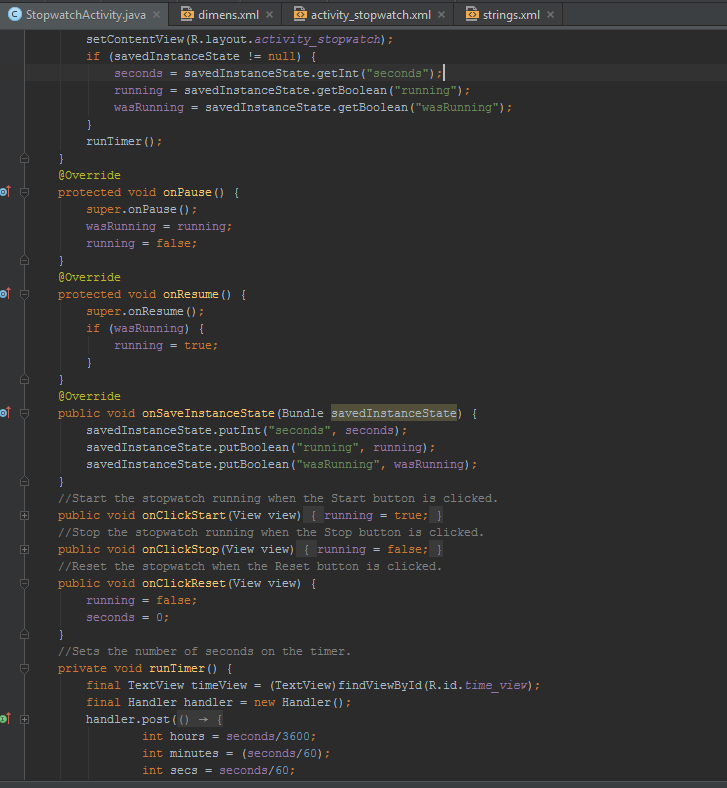 StopwatchActivity.java × dimens.xml × activity_stopwatch.xml × strings.xml ×
setContentView(R.layout.activity_stopwatch);
if (savedInstanceState != null) {
seconds = savedInstanceState.getInt("seconds");
running = savedInstanceState.getBoolean("running");
wasRunning = savedInstanceState.getBoolean("wasRunning");
}
runTimer();
}
@Override
protected void onPause() {
super.onPause();
wasRunning = running;
running = false;
}
@Override
protected void onResume() {
super.onResume();
if (wasRunning) {
running = true;
}
}
@Override
public void onSaveInstanceState(Bundle savedInstanceState) {
savedInstanceState.putInt("seconds", seconds);
savedInstanceState.putBoolean("running", running);
savedInstanceState.putBoolean("wasRunning", wasRunning);
}
//Start the stopwatch running when the Start button is clicked.
public void onClickStart(View view) { running = true; }
//Stop the stopwatch running when the Stop button is clicked.
public void onClickStop(View view) { running = false; }
//Reset the stopwatch when the Reset button is clicked.
public void onClickReset(View view) {
running = false;
seconds = 0;
}
//Sets the number of seconds on the timer.
private void runTimer() {
final TextView timeView = (TextView)findViewById(R.id.time_view);
final Handler handler = new Handler();
handler.post(() → {
int hours = seconds/3600;
int minutes = (seconds/60);
int secs = seconds/60;